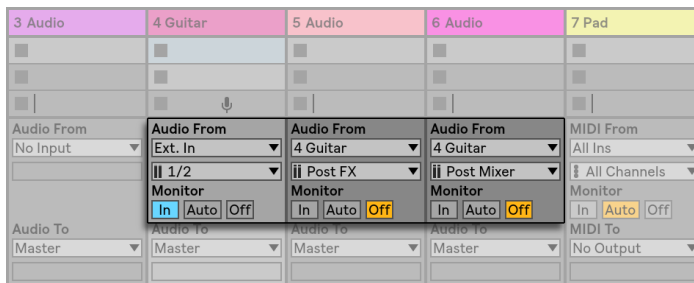 3 Audio
4 Guitar
5 Audio
6 Audio
7 Pad
Audio From
No Input
Audio To
Master
Audio From
Ext. In
1/2
Monitor
In Auto Off
Audio To
Master
Audio From
4 Guitar
Post FX
Monitor
In Auto Off
Audio To
Master
Audio From
4 Guitar
Post Mixer
Monitor
In Auto Off
Audio To
Master
MIDI From
All Ins
All Channels
Monitor
In Auto Off
MIDI To
No Output